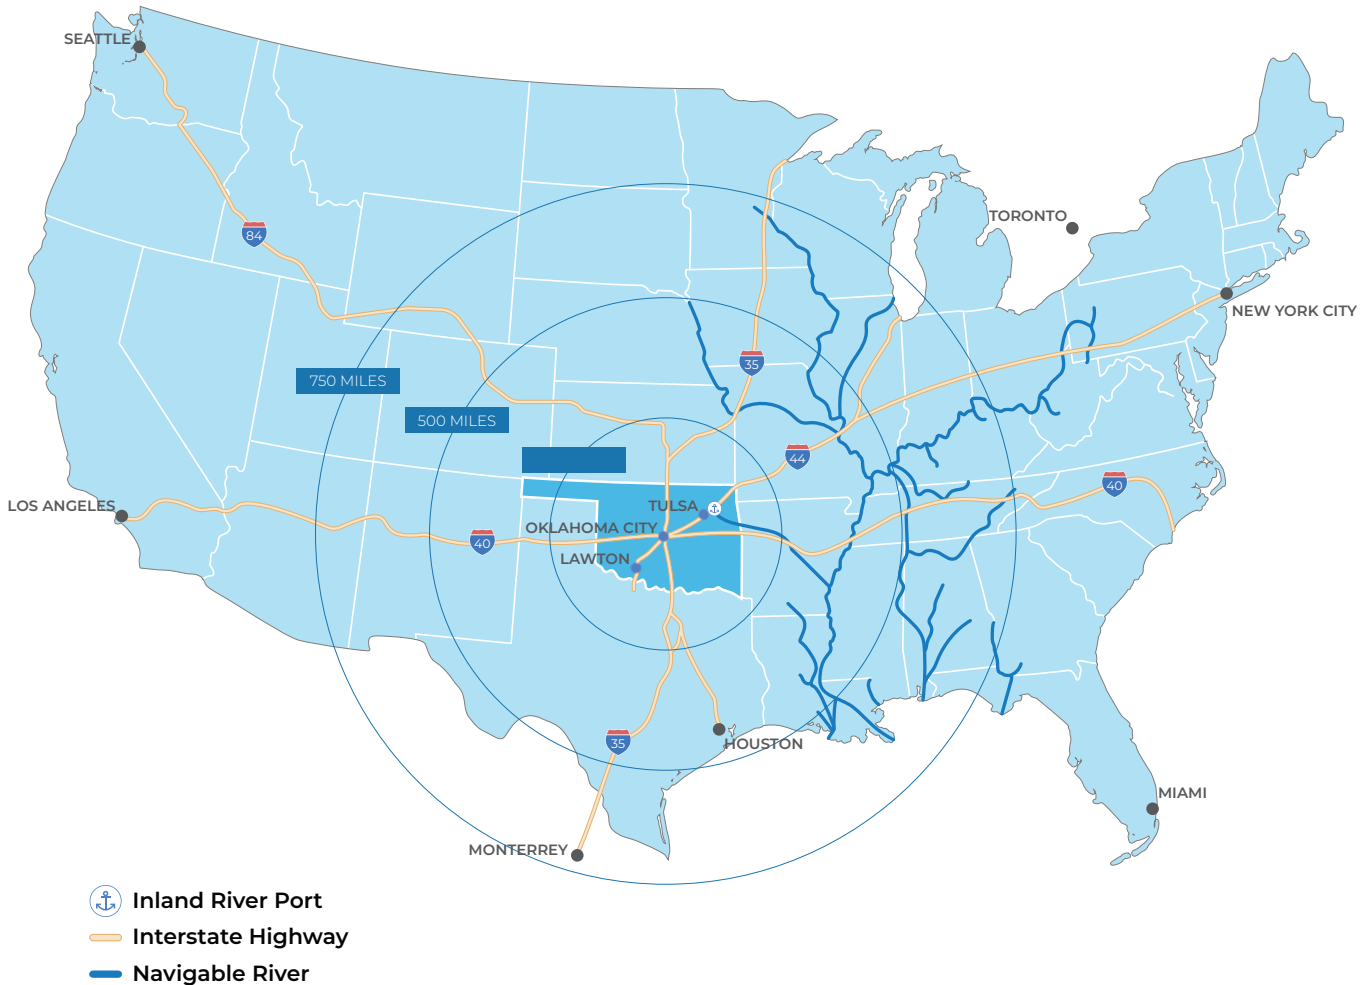 SEATTLE
TORONTO
84
NEW YORK CITY
35
750 MILES
500 MILES
44
40
LOS ANGELES
TULSA
OKLAHOMA CITY
40
LAWTON
35
HOUSTON
MIAMI
MONTERREY
Inland River Port
Interstate Highway
Navigable River